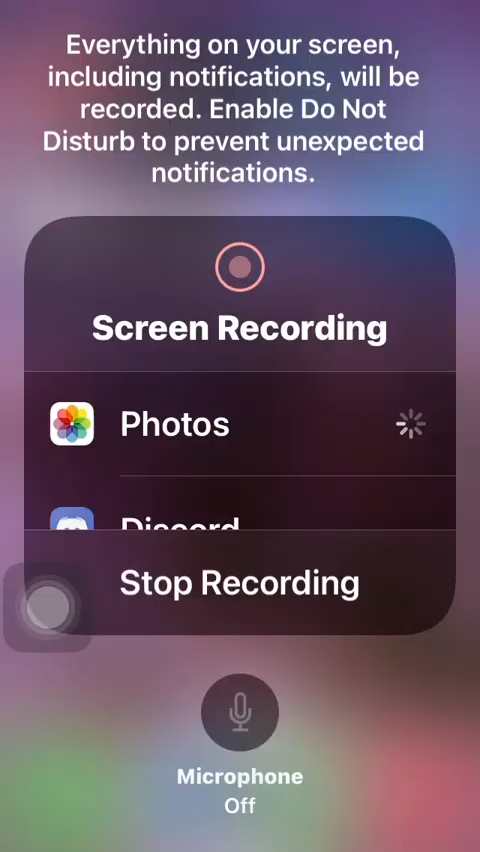 Everything on your screen,
including notifications, will be
recorded. Enable Do Not
Disturb to prevent unexpected
notifications.
Screen Recording
Photos
Discord
Stop Recording
Microphone
Off